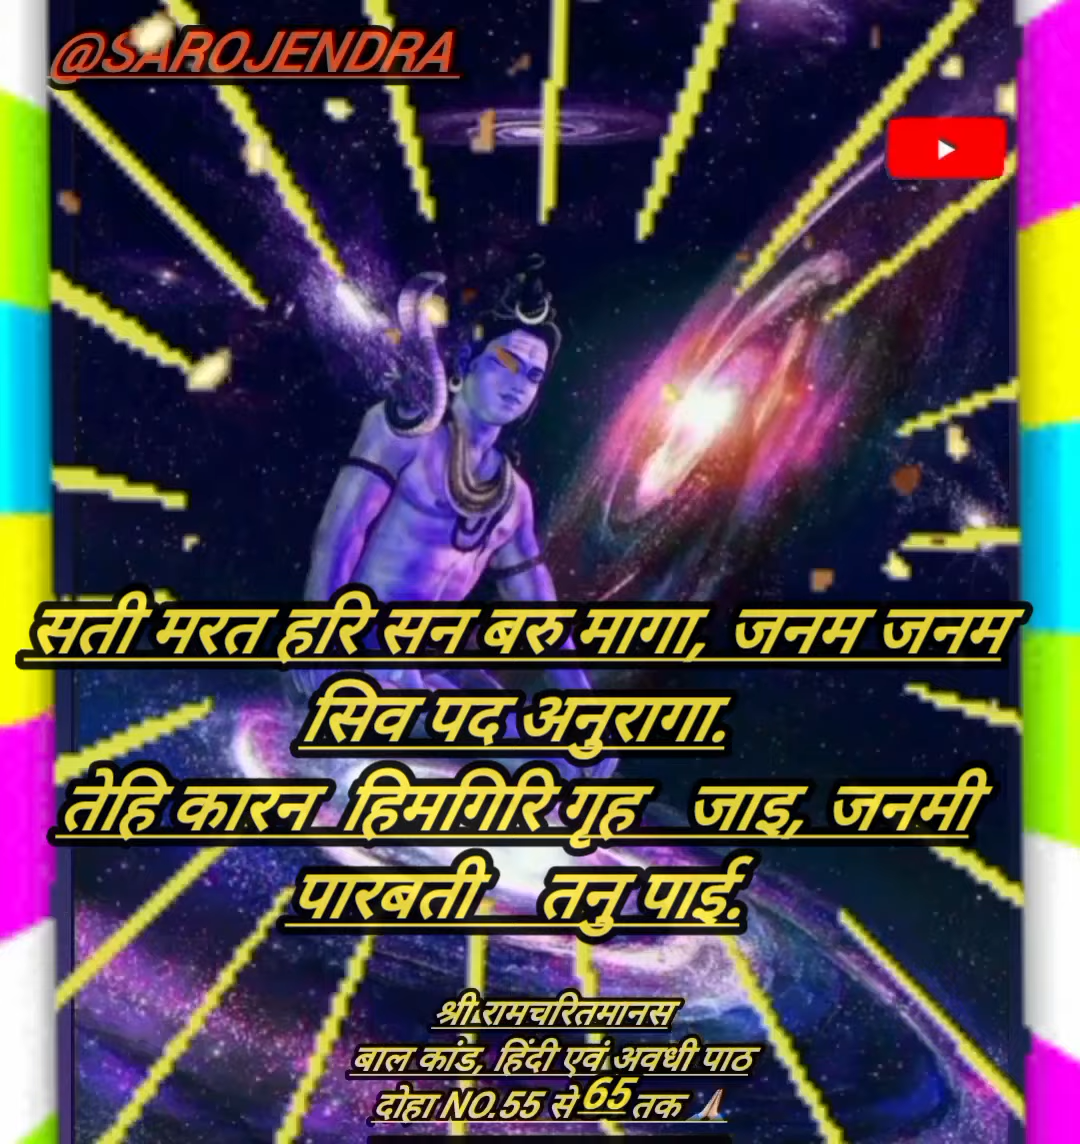 @SAROJENDRA
सती मरत हरि सन बरु मागा, जनम जनम
सिव पद अनुरागा.
तेहि कारन हिमगिरि गृह जाइ, जनमी
पारबती तनु पाई.
श्री.रामचरितमानस
बाल कांड, हिंदी एवं अवधी पाठ
दोहा NO.55 से 65 तक 🙏